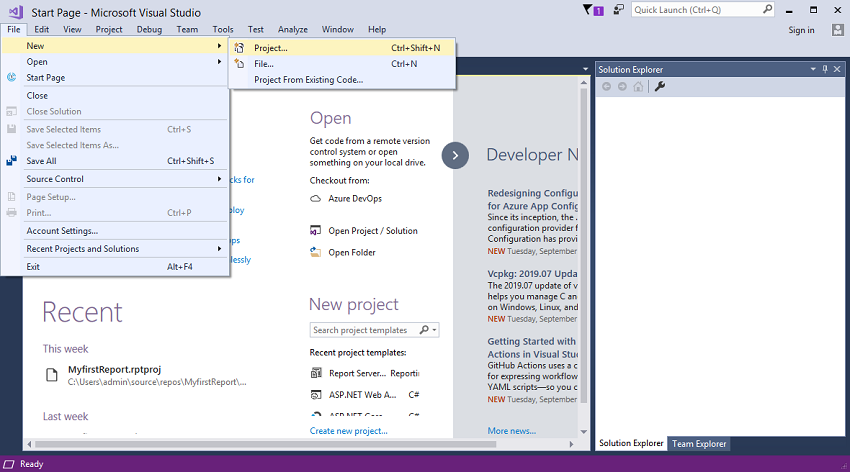 Start Page - Microsoft Visual Studio
1
Quick Launch (Ctrl+Q)
File Edit View Project Debug Team Tools Test Analyze Window Help
Sign in
New
Open
Start Page
Close
Close Solution
Save Selected Items Ctrl+S
Save Selected Items As...
Save All Ctrl+Shift+S
Source Control
Page Setup...
Print... Ctrl+P
Account Settings...
Recent Projects and Solutions
Exit Alt+F4
Project... Ctrl+Shift+N
File... Ctrl+N
Project From Existing Code...
cks for
ploy
ops
lessly
Recent
This week
MyfirstReport.rptproj
C:\Users\admin\source\repos\MyfirstReport\...
Last week
Open
Get code from a remote version
control system or open
something on your local drive.
Checkout from:
Azure DevOps
Open Project / Solution
Open Folder
New project
Search project templates
Recent project templates:
Report Server... Reportin
ASP.NET Web A... C#
ASP.NET Core C#
Create new project...
Developer N
Redesigning Configu
for Azure App Config
Since its inception, the .
configuration provider f
Configuration has provi
NEW Tuesday, September
Vcpkg: 2019.07 Upda
The 2019.07 update of v
helps you manage C an
on Windows, Linux, and
NEW Tuesday, September
Getting Started with
Actions in Visual Stud
GitHub Actions uses a c
for expressing workflow
YAML scripts—so you c
NEW Tuesday, September
More news...
Solution Explorer
Solution Explorer Team Explorer
Ready